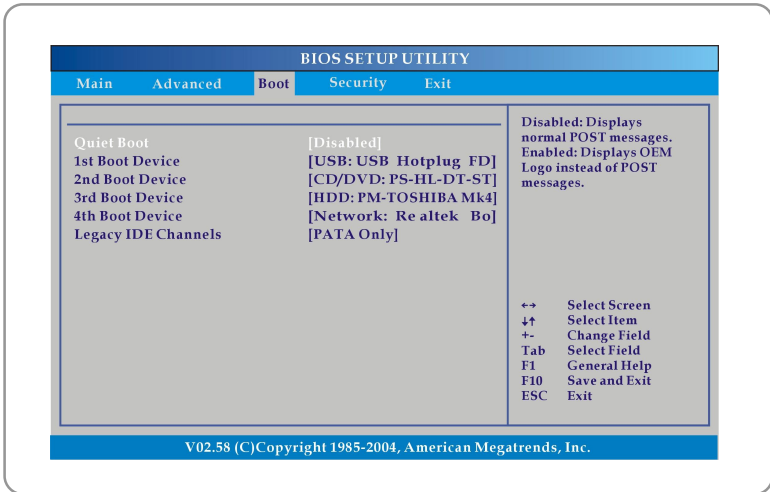 BIOS SETUP UTILITY
Main Advanced Boot Security Exit
Quiet Boot [Disabled]
1st Boot Device [USB: USB Hotplug FD]
2nd Boot Device [CD/DVD: PS-HL-DT-ST]
3rd Boot Device [HDD: PM-TOSHIBA Mk4]
4th Boot Device [Network: Re altek Bo]
Legacy IDE Channels [PATA Only]
Disabled: Displays
normal POST messages.
Enabled: Displays OEM
Logo instead of POST
messages.
←→ Select Screen
↓↑ Select Item
+- Change Field
Tab Select Field
F1 General Help
F10 Save and Exit
ESC Exit
V02.58 (C)Copyright 1985-2004, American Megatrends, Inc.